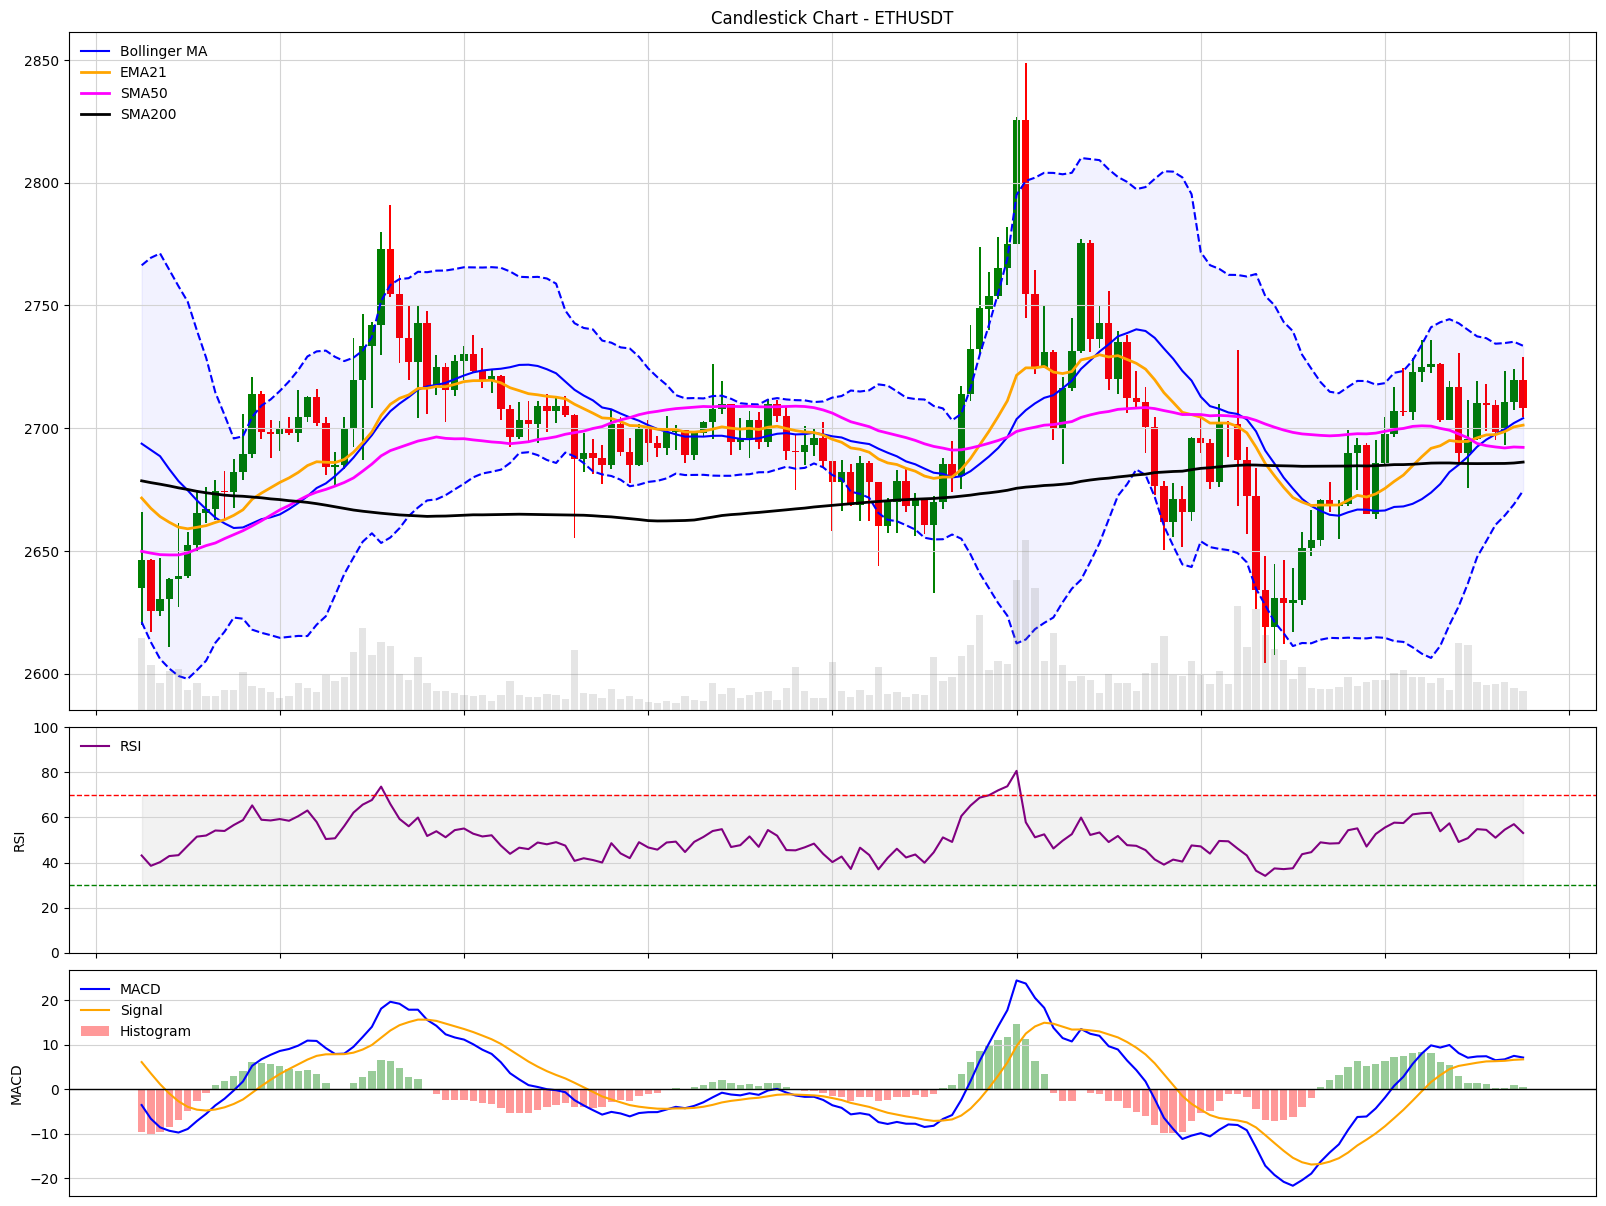 Candlestick Chart - ETHUSDT
Bollinger MA
EMA21
SMA50
SMA200
2850
2800
2750
2700
2650
2600
RSI
100
80
60
40
20
0
RSI
MACD
Signal
Histogram
20
10
0
−10
−20
MACD